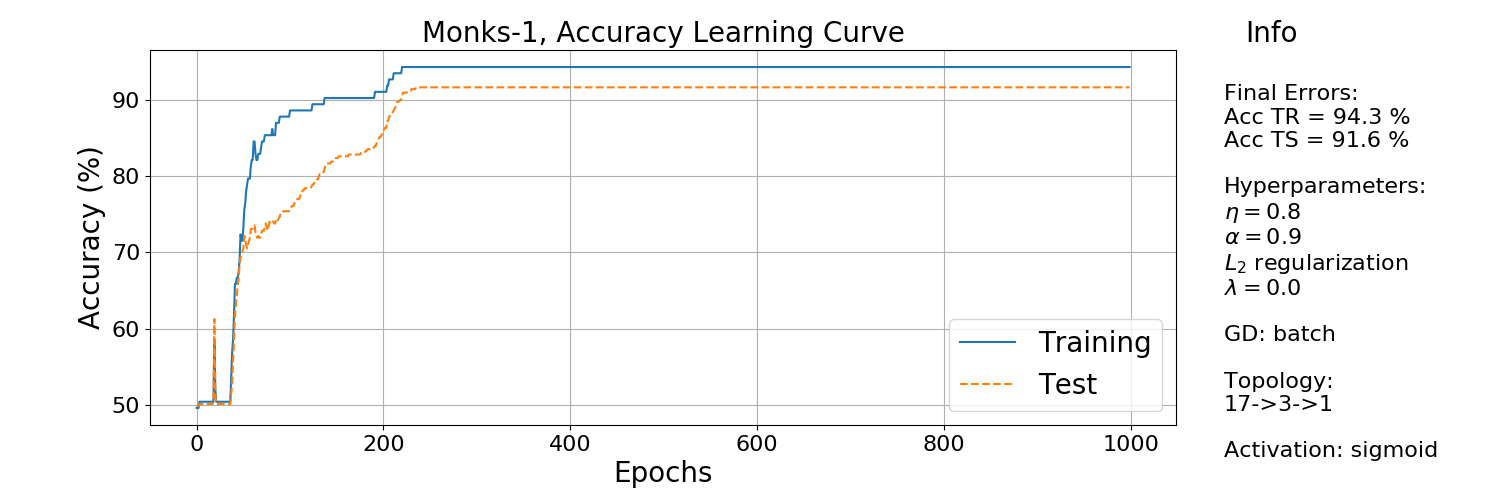 Monks-1, Accuracy Learning Curve
Accuracy (%)
90
80
70
60
50
0 200 400 600 800 1000
Epochs
Training
Test
Info
Final Errors:
Acc TR = 94.3 %
Acc TS = 91.6 %
Hyperparameters:
η = 0.8
α = 0.9
L₂ regularization
λ = 0.0
GD: batch
Topology:
17->3->1
Activation: sigmoid